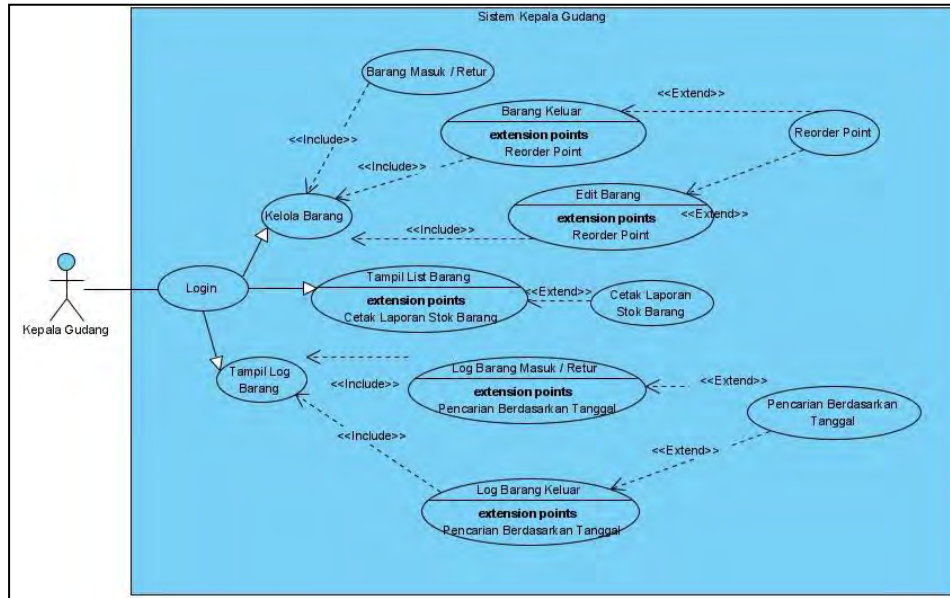 Sistem Kepala Gudang
Barang Masuk / Retur
<<Include>>
Barang Keluar
extension points
Reorder Point
<<Extend>>
Reorder Point
<<Include>>
Kelola Barang
Edit Barang
extension points
Reorder Point
<<Extend>>
<<Include>>
Kepala Gudang
Login
Tampil List Barang
extension points
Cetak Laporan Stok Barang
<<Extend>>
Cetak Laporan
Stok Barang
Tampil Log
Barang
<<Include>>
Log Barang Masuk / Retur
extension points
Pencarian Berdasarkan Tanggal
<<Extend>>
Pencarian Berdasarkan
Tanggal
<<Include>>
<<Extend>>
Log Barang Keluar
extension points
Pencarian Berdasarkan Tanggal